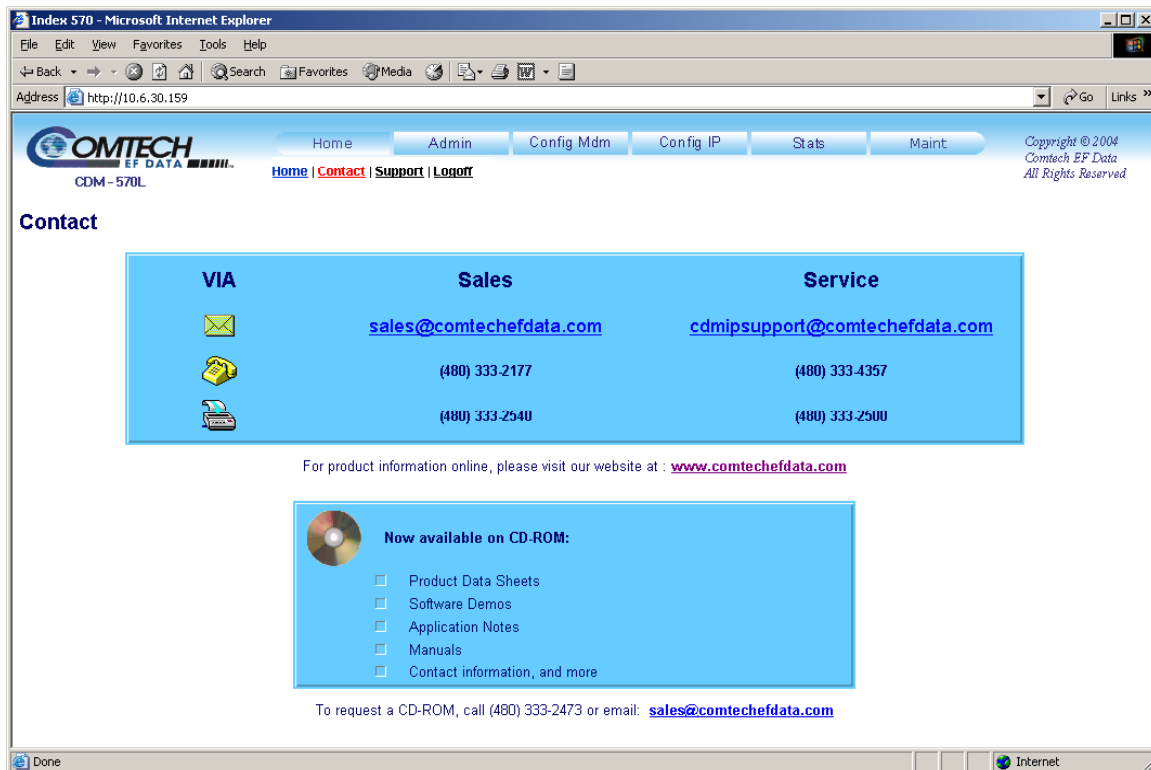 Index 570 - Microsoft Internet Explorer
File Edit View Favorites Tools Help
Back Search Favorites Media
Address http://10.6.30.159 Go Links »
COMTECH
EF DATA
CDM - 570L
Home Admin Config Mdm Config IP Stats Maint
Home | Contact | Support | Logoff
Copyright © 2004
Comtech EF Data
All Rights Reserved
Contact
VIA Sales Service
sales@comtechefdata.com cdmipsupport@comtechefdata.com
(480) 333-2177 (480) 333-4357
(480) 333-2540 (480) 333-2500
For product information online, please visit our website at : www.comtechefdata.com
Now available on CD-ROM:
Product Data Sheets
Software Demos
Application Notes
Manuals
Contact information, and more
To request a CD-ROM, call (480) 333-2473 or email: sales@comtechefdata.com
Done Internet